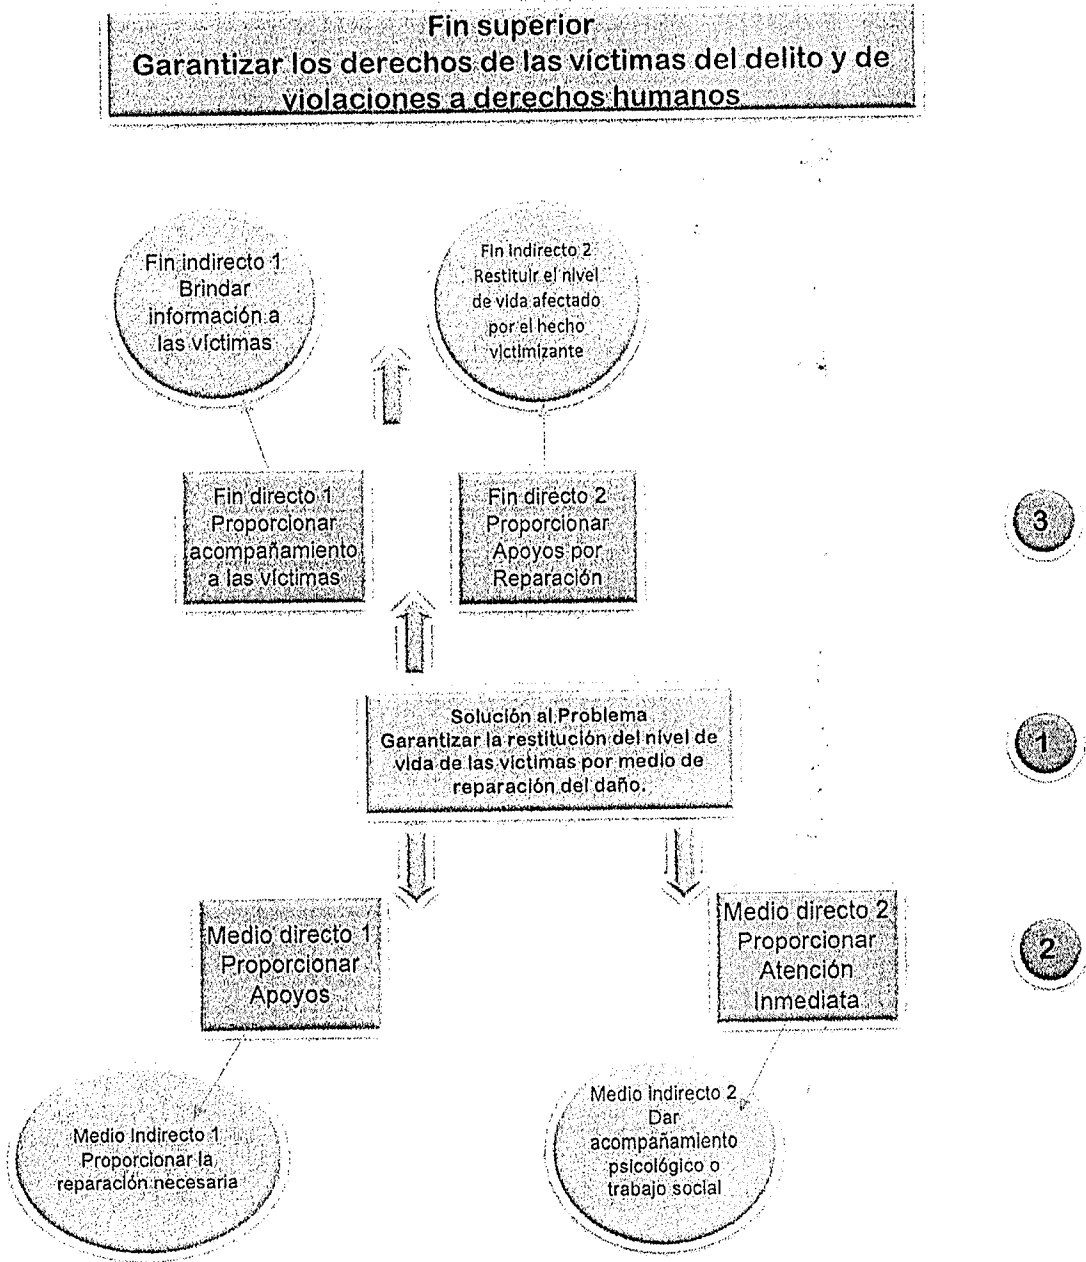 Fin superior
Garantizar los derechos de las víctimas del delito y de
violaciones a derechos humanos
Fin indirecto 1
Brindar
información a
las víctimas
Fin indirecto 2
Restituir el nivel
de vida afectado
por el hecho
victimizante
Fin directo 1
Proporcionar
acompañamiento
a las víctimas
Fin directo 2
Proporcionar
Apoyos por
Reparación
3
Solución al Problema
Garantizar la restitución del nivel de
vida de las víctimas por medio de
reparación del daño.
1
Medio directo 1
Proporcionar
Apoyos
Medio directo 2
Proporcionar
Atención
Inmediata
2
Medio Indirecto 1
Proporcionar la
reparación necesaria
Medio Indirecto 2
Dar
acompañamiento
psicológico o
trabajo social